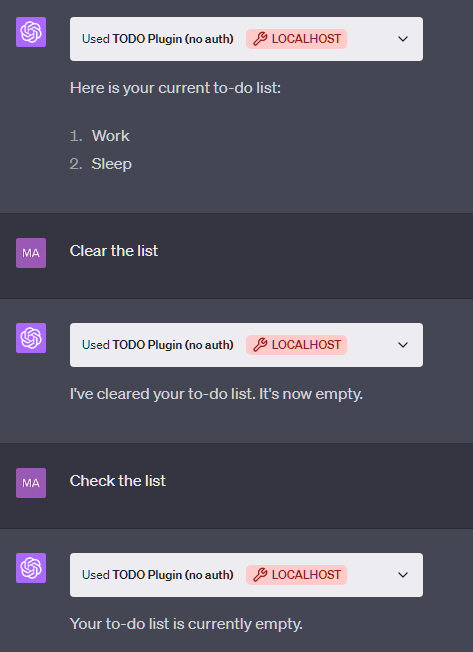 Used TODO Plugin (no auth) LOCALHOST
Here is your current to-do list:
1. Work
2. Sleep
MA Clear the list
Used TODO Plugin (no auth) LOCALHOST
I've cleared your to-do list. It's now empty.
MA Check the list
Used TODO Plugin (no auth) LOCALHOST
Your to-do list is currently empty.